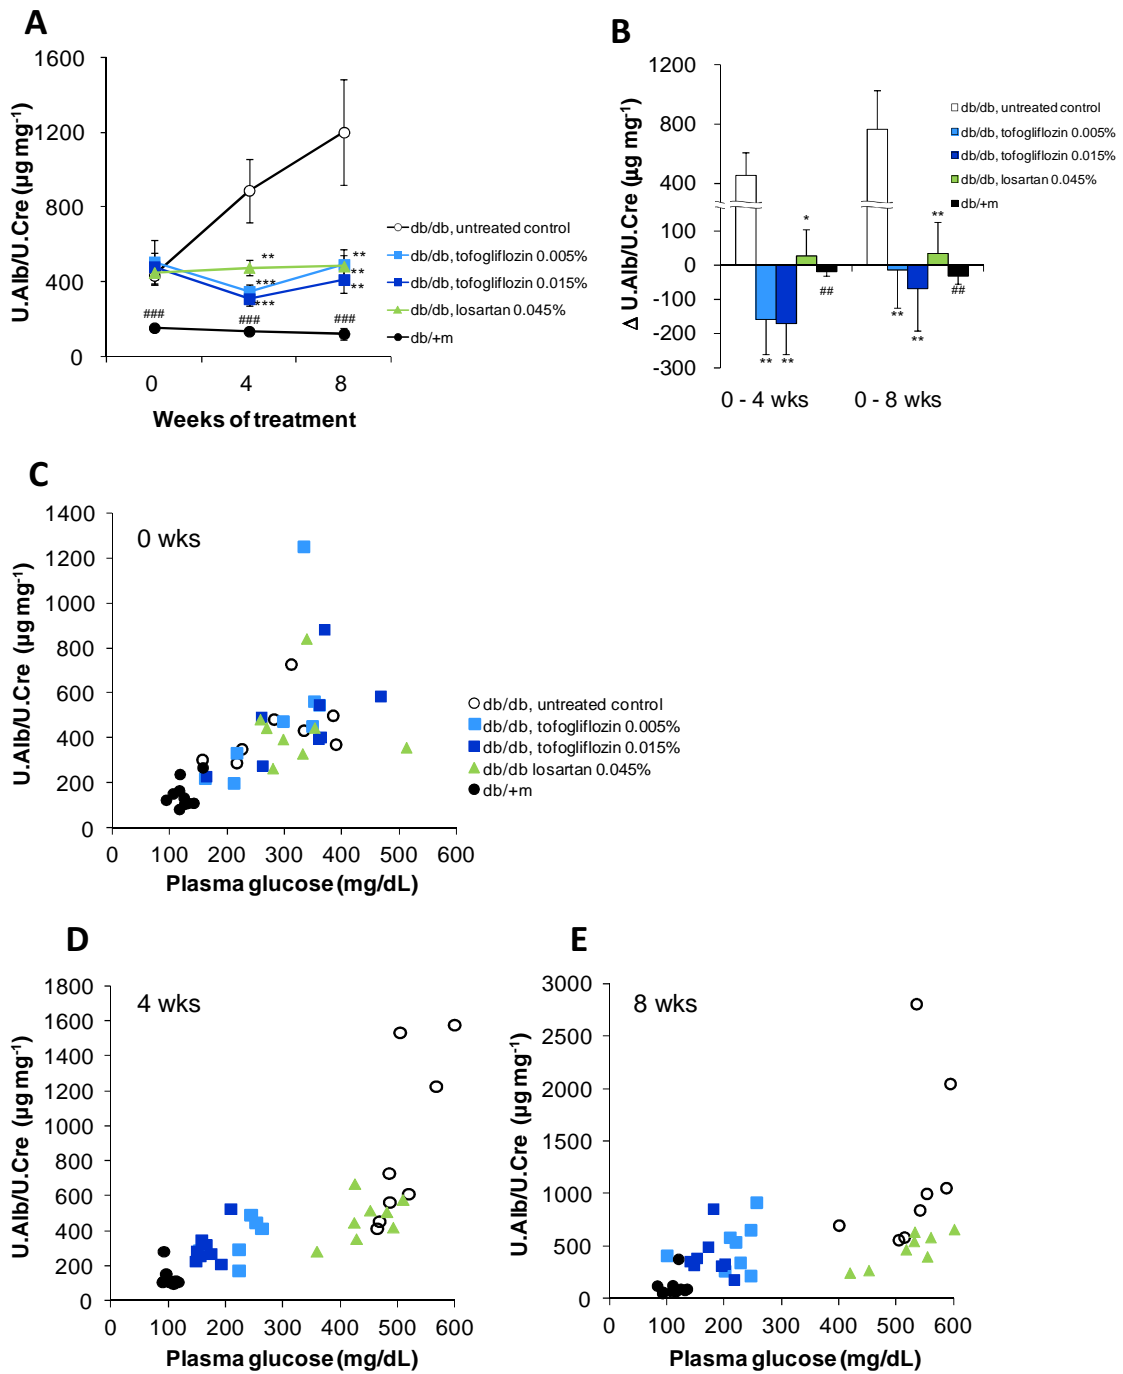 A
1600
1200
800
400
0
U.Alb/U.Cre (µg mg-1)
###
###
###
**
***
***
**
**
**
0 4 8
Weeks of treatment
db/db, untreated control
db/db, tofogliflozin 0.005%
db/db, tofogliflozin 0.015%
db/db, losartan 0.045%
db/+m
B
1200
800
400
100
0
-100
-200
-300
Δ U.Alb/U.Cre (µg mg-1)
** ** * ##
** ** ** ##
0 - 4 wks 0 - 8 wks
db/db, untreated control
db/db, tofogliflozin 0.005%
db/db, tofogliflozin 0.015%
db/db, losartan 0.045%
db/+m
C
0 wks
1400
1200
1000
800
600
400
200
0
U.Alb/U.Cre (µg mg-1)
0 100 200 300 400 500 600
Plasma glucose (mg/dL)
db/db, untreated control
db/db, tofogliflozin 0.005%
db/db, tofogliflozin 0.015%
db/db losartan 0.045%
db/+m
D
4 wks
1800
1600
1400
1200
1000
800
600
400
200
0
U.Alb/U.Cre (µg mg-1)
0 100 200 300 400 500 600
Plasma glucose (mg/dL)
E
8 wks
3000
2500
2000
1500
1000
500
0
U.Alb/U.Cre (µg mg-1)
0 100 200 300 400 500 600
Plasma glucose (mg/dL)